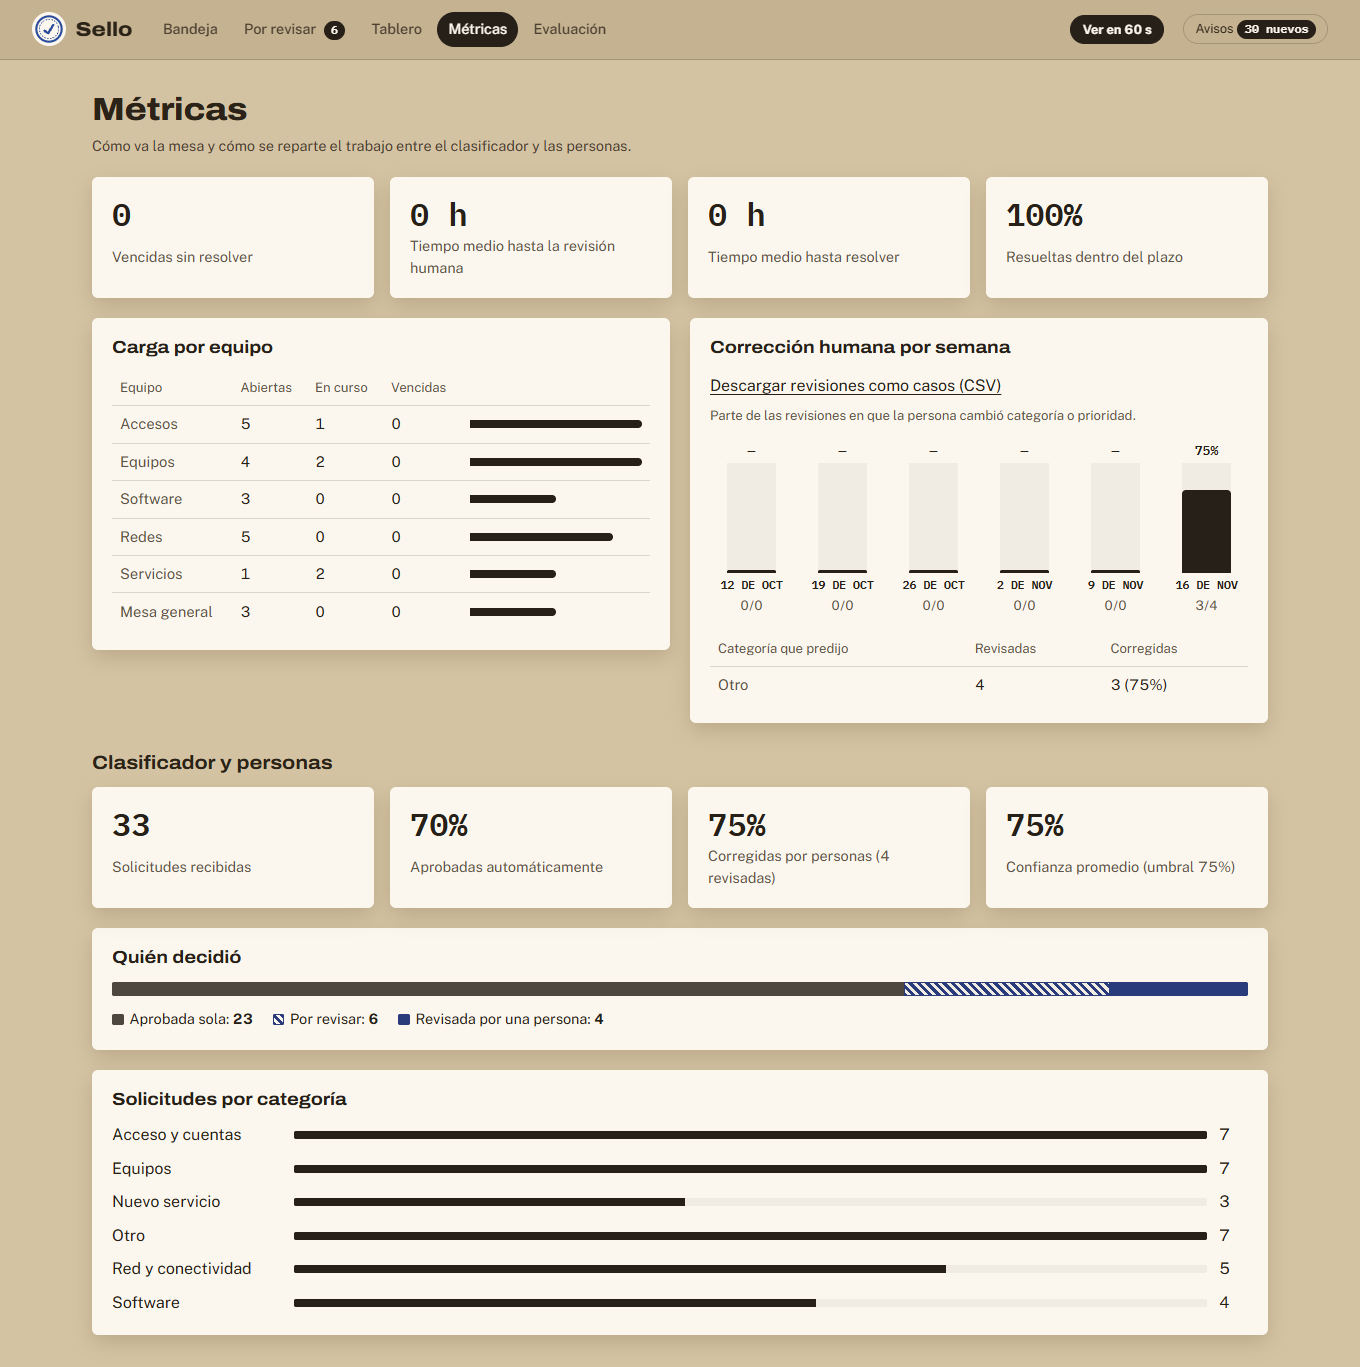 Sello
Bandeja
Por revisar 6
Tablero
Métricas
Evaluación
Ver en 60 s
Avisos 30 nuevos
Métricas
Cómo va la mesa y cómo se reparte el trabajo entre el clasificador y las personas.
0
Vencidas sin resolver
0 h
Tiempo medio hasta la revisión
humana
0 h
Tiempo medio hasta resolver
100%
Resueltas dentro del plazo
Carga por equipo
Equipo Abiertas En curso Vencidas
Accesos 5 1 0
Equipos 4 2 0
Software 3 0 0
Redes 5 0 0
Servicios 1 2 0
Mesa general 3 0 0
Corrección humana por semana
Descargar revisiones como casos (CSV)
Parte de las revisiones en que la persona cambió categoría o prioridad.
– – – – – 75%
12 DE OCT 19 DE OCT 26 DE OCT 2 DE NOV 9 DE NOV 16 DE NOV
0/0 0/0 0/0 0/0 0/0 3/4
Categoría que predijo Revisadas Corregidas
Otro 4 3 (75%)
Clasificador y personas
33
Solicitudes recibidas
70%
Aprobadas automáticamente
75%
Corregidas por personas (4
revisadas)
75%
Confianza promedio (umbral 75%)
Quién decidió
Aprobada sola: 23 Por revisar: 6 Revisada por una persona: 4
Solicitudes por categoría
Acceso y cuentas 7
Equipos 7
Nuevo servicio 3
Otro 7
Red y conectividad 5
Software 4